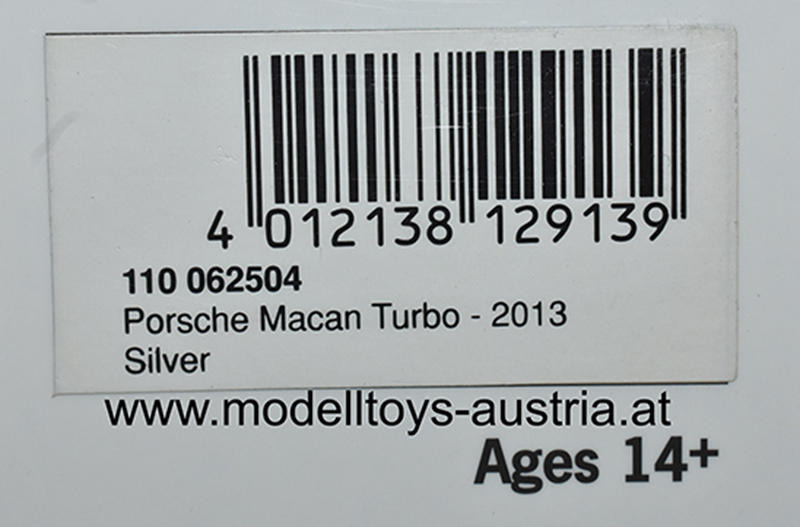 4 012138 129139
110 062504
Porsche Macan Turbo - 2013
Silver
www.modelltoys-austria.at
Ages 14+